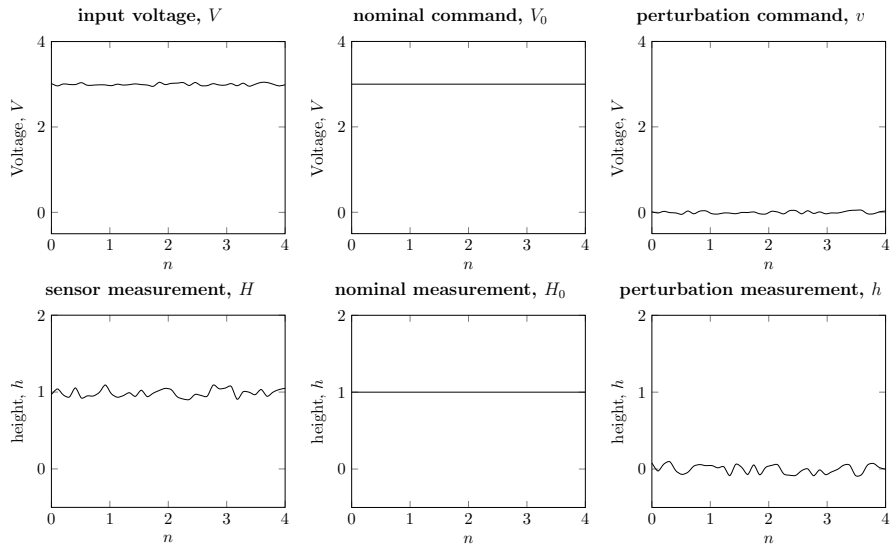 input voltage, V
nominal command, V₀
perturbation command, v
4
2
0
Voltage, V
0 1 2 3 4
n
4
2
0
Voltage, V
0 1 2 3 4
n
4
2
0
Voltage, V
0 1 2 3 4
n
sensor measurement, H
nominal measurement, H₀
perturbation measurement, h
2
1
0
height, h
0 1 2 3 4
n
2
1
0
height, h
0 1 2 3 4
n
2
1
0
height, h
0 1 2 3 4
n